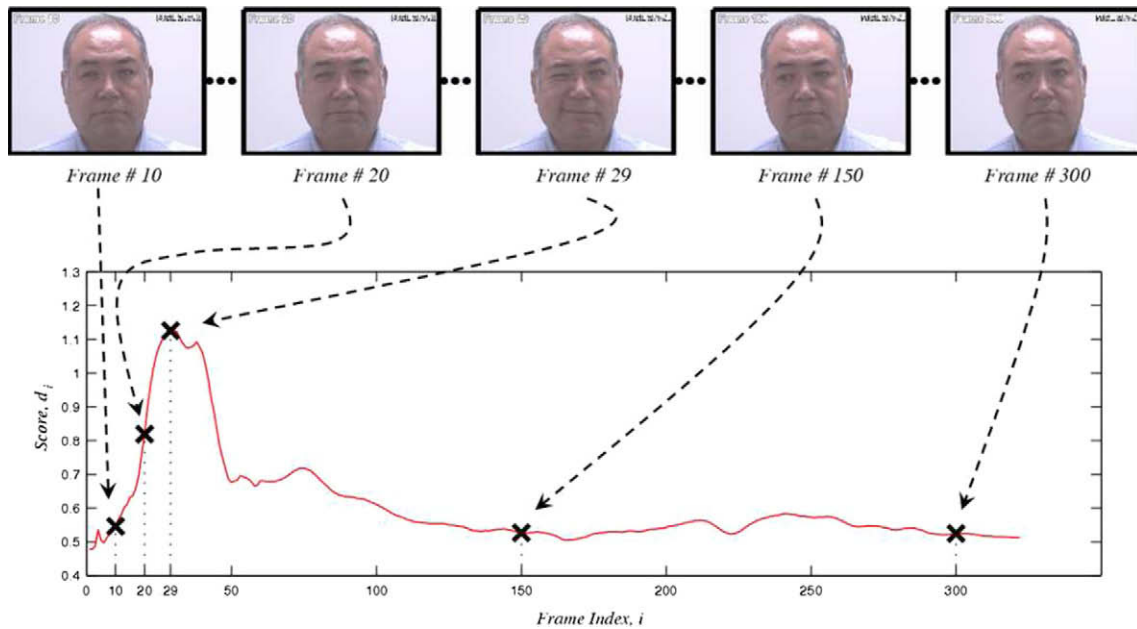 Frame # 10
Frame # 20
Frame # 29
Frame # 150
Frame # 300
1.3
1.2
1.1
1
0.9
0.8
0.7
0.6
0.5
0.4
Score, d i
0 10 20 29 50 100 150 200 250 300
Frame Index, i